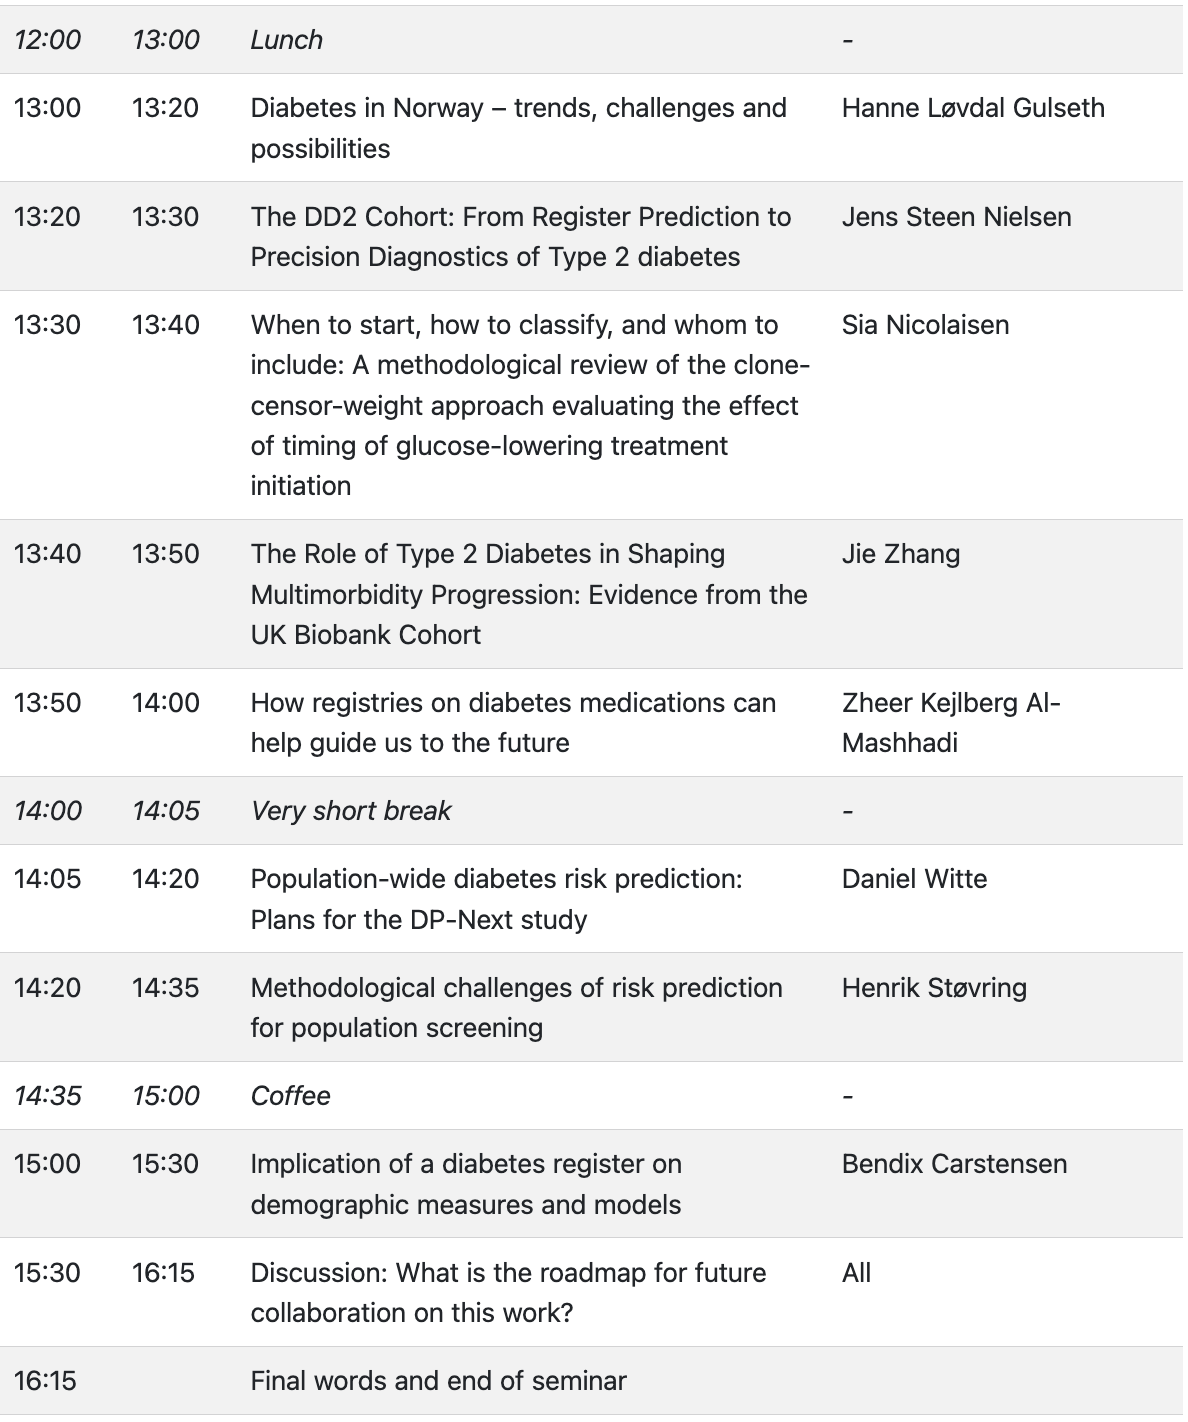 12:00 13:00 Lunch -
13:00 13:20 Diabetes in Norway – trends, challenges and Hanne Løvdal Gulseth
possibilities
13:20 13:30 The DD2 Cohort: From Register Prediction to Jens Steen Nielsen
Precision Diagnostics of Type 2 diabetes
13:30 13:40 When to start, how to classify, and whom to Sia Nicolaisen
include: A methodological review of the clone-
censor-weight approach evaluating the effect
of timing of glucose-lowering treatment
initiation
13:40 13:50 The Role of Type 2 Diabetes in Shaping Jie Zhang
Multimorbidity Progression: Evidence from the
UK Biobank Cohort
13:50 14:00 How registries on diabetes medications can Zheer Kejlberg Al-
help guide us to the future Mashhadi
14:00 14:05 Very short break -
14:05 14:20 Population-wide diabetes risk prediction: Daniel Witte
Plans for the DP-Next study
14:20 14:35 Methodological challenges of risk prediction Henrik Støvring
for population screening
14:35 15:00 Coffee -
15:00 15:30 Implication of a diabetes register on Bendix Carstensen
demographic measures and models
15:30 16:15 Discussion: What is the roadmap for future All
collaboration on this work?
16:15 Final words and end of seminar